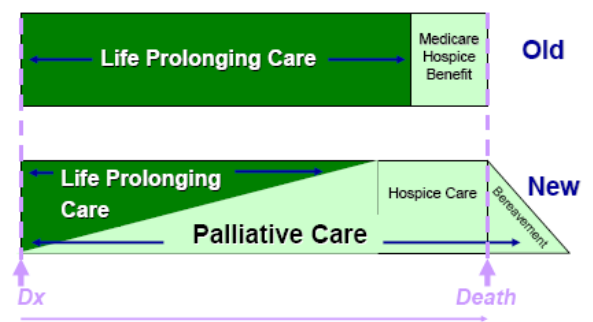 Life Prolonging Care
Medicare
Hospice
Benefit
Old
Life Prolonging
Care
Hospice Care
Bereavement
New
Palliative Care
Dx
Death